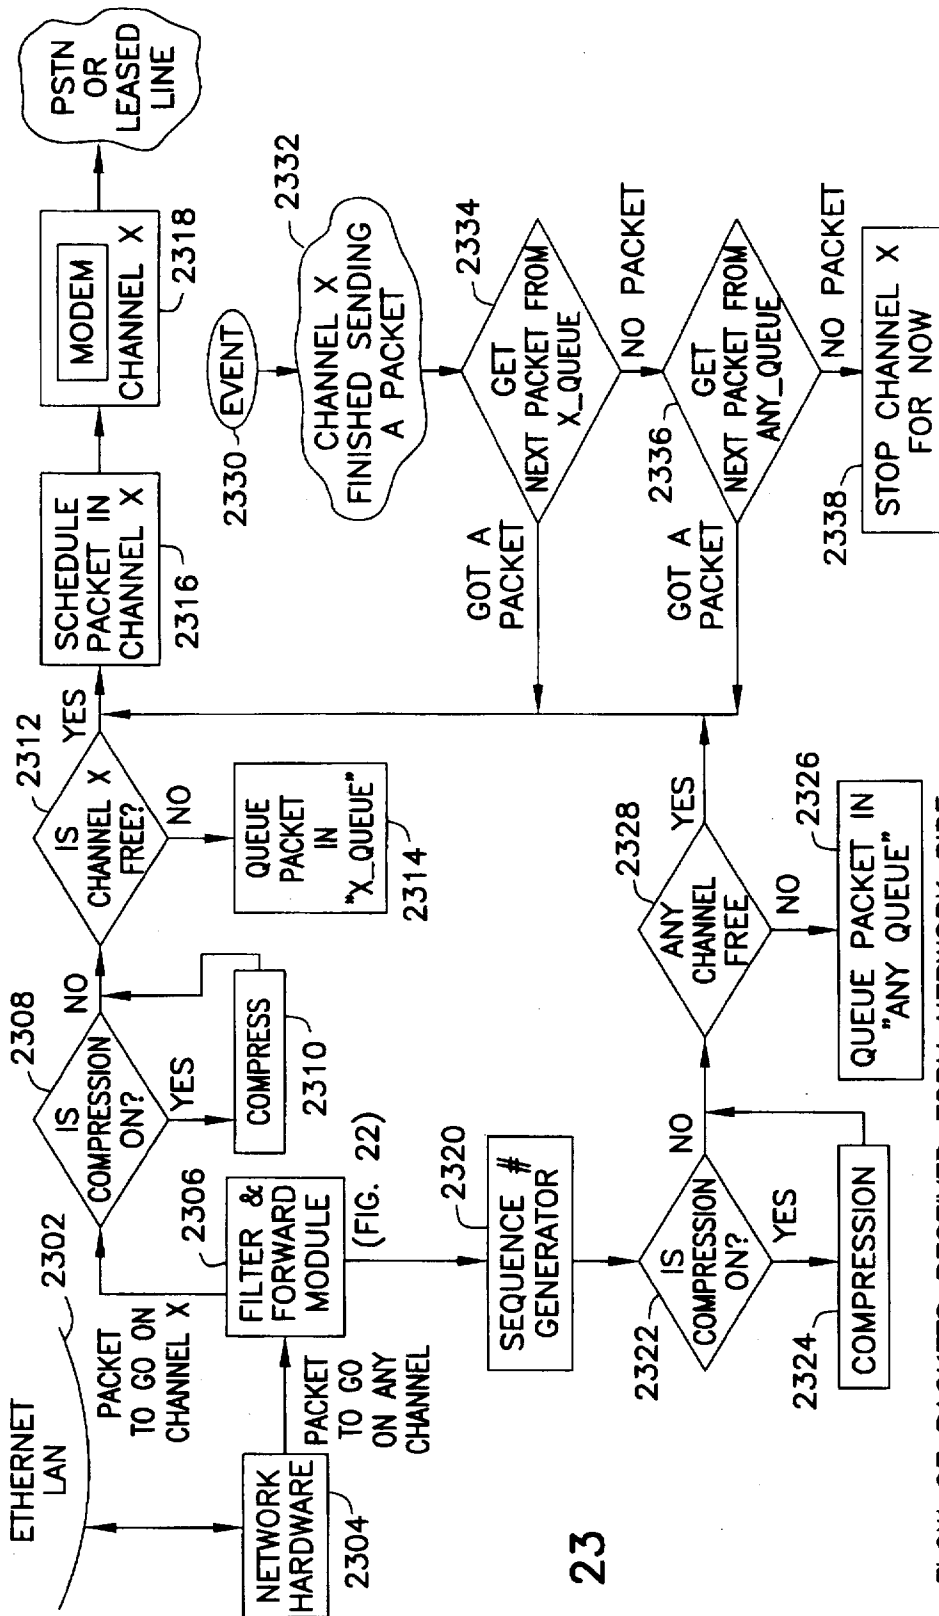 ETHERNET
LAN
2302
NETWORK
HARDWARE
2304
PACKET
TO GO ON
CHANNEL X
PACKET
TO GO
ON ANY
CHANNEL
FILTER &
FORWARD
MODULE
2306
(FIG. 22)
IS
COMPRESSION
ON?
2308
NO
YES
COMPRESS
2310
IS
CHANNEL X
FREE?
2312
YES
NO
QUEUE
PACKET
IN
"X_QUEUE"
2314
SCHEDULE
PACKET IN
CHANNEL X
2316
MODEM
CHANNEL X
2318
PSTN
OR
LEASED
LINE
SEQUENCE #
GENERATOR
2320
IS
COMPRESSION
ON?
2322
NO
YES
COMPRESSION
2324
ANY
CHANNEL
FREE
2328
YES
NO
QUEUE PACKET IN
"ANY QUEUE"
2326
EVENT
2330
CHANNEL X
FINISHED SENDING
A PACKET
2332
GET
NEXT PACKET FROM
X_QUEUE
2334
GOT A
PACKET
NO PACKET
GET
NEXT PACKET FROM
ANY_QUEUE
2336
GOT A
PACKET
NO PACKET
STOP CHANNEL X
FOR NOW
2338
23